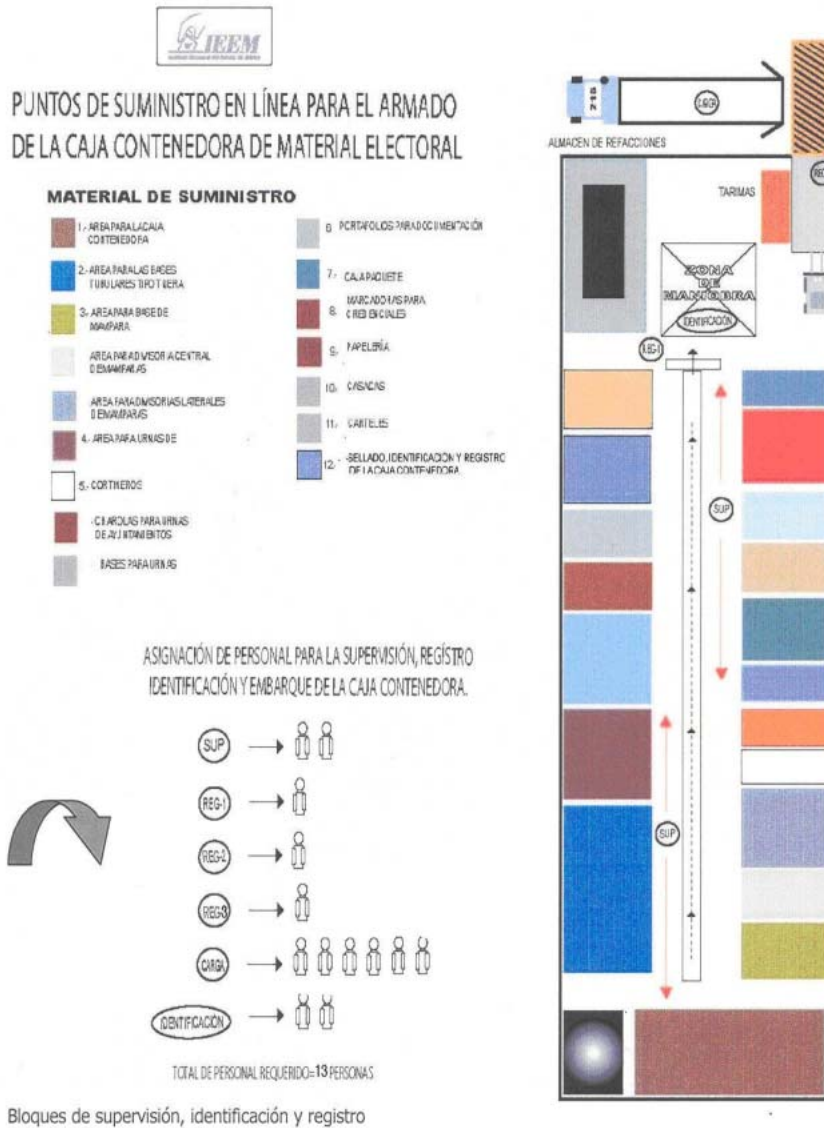 IEEM
PUNTOS DE SUMINISTRO EN LÍNEA PARA EL ARMADO
DE LA CAJA CONTENEDORA DE MATERIAL ELECTORAL
MATERIAL DE SUMINISTRO
1.- AREA PARA LA CAJA
CONTENEDORA
2.- AREA PARA LAS BASES
TUBULARES TIPO TIJERA
3.- AREA PARA BASE DE
MAMPARA
AREA PARA DIVISORIA CENTRAL
DE MAMPARAS
AREA PARA DIVISORIAS LATERALES
DE MAMPARAS
4.- AREA PARA URNAS DE
5.- CORTINEROS
CHAROLAS PARA URNAS
DE AYUNTAMIENTOS
BASES PARA URNAS
6 PORTAFOLIOS PARA DOCUMENTACIÓN
7.- CAJA PAQUETE
8. MARCADORAS PARA
CREDENCIALES
9.- PAPELERÍA
10.- CASACAS
11.- CARTELES
12.- -SELLADO, IDENTIFICACION Y REGISTRO
DE LA CAJA CONTENEDORA
ASIGNACIÓN DE PERSONAL PARA LA SUPERVISIÓN, REGÍSTRO
IDENTIFICACIÓN Y EMBARQUE DE LA CAJA CONTENEDORA.
SUP
REG-1
REG-2
REG-3
CARGA
IDENTIFICACIÓN
TOTAL DE PERSONAL REQUERIDO=13 PERSONAS
Bloques de supervisión, identificación y registro
215
CARGA
ALMACEN DE REFACCIONES
TARIMAS
ZONA
DE
MANIOBRA
IDENTIFICACIÓN
REG-1
SUP
SUP